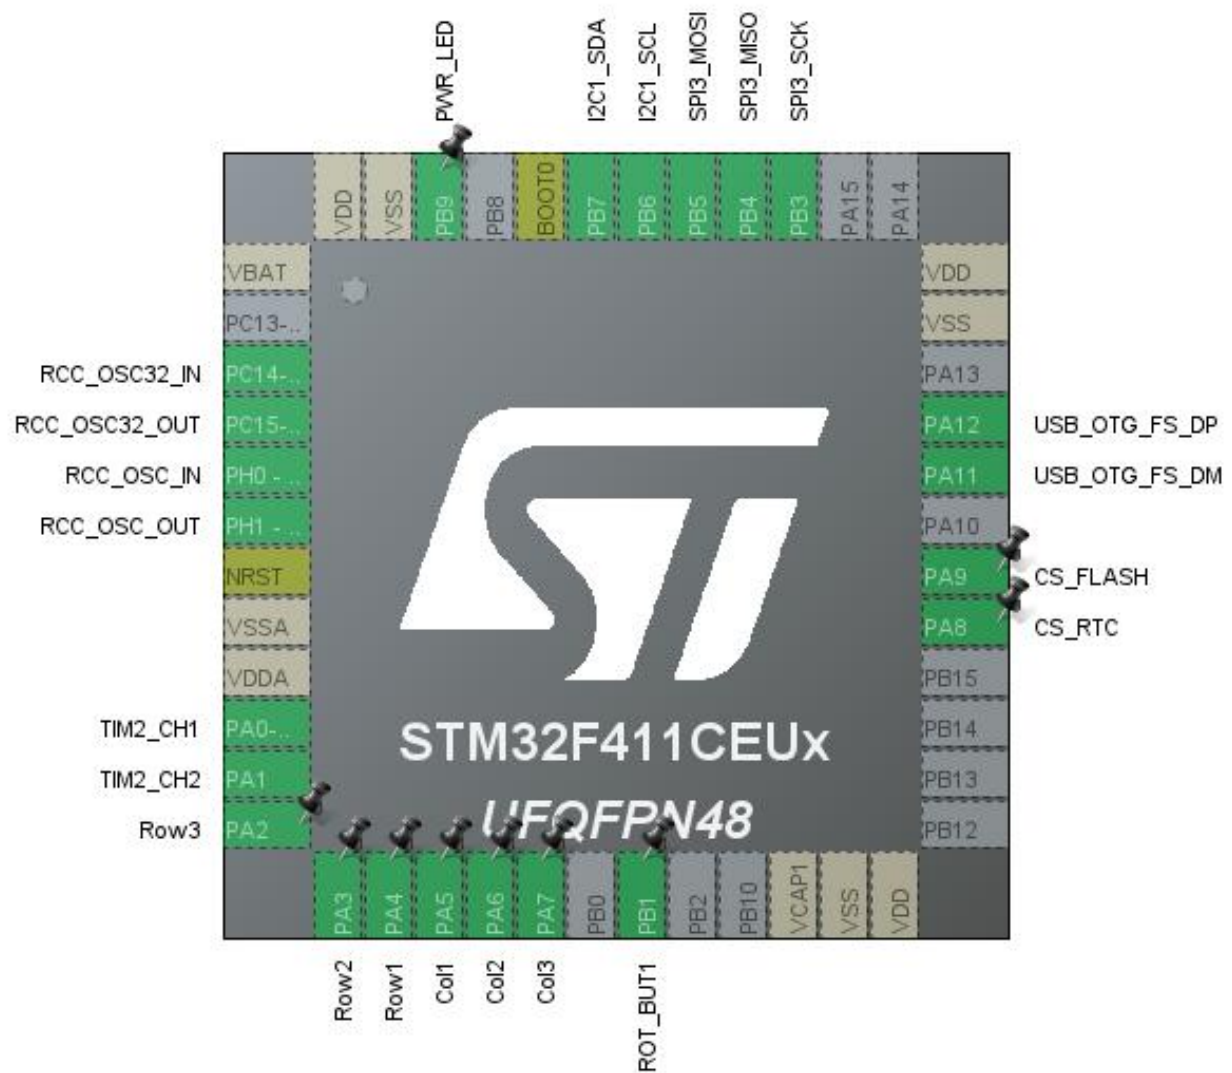 PWR_LED
I2C1_SDA
I2C1_SCL
SPI3_MOSI
SPI3_MISO
SPI3_SCK
VDD
VSS
PB9
PB8
BOOT0
PB7
PB6
PB5
PB4
PB3
PA15
PA14
VBAT
PC13-..
RCC_OSC32_IN PC14-..
RCC_OSC32_OUT PC15-..
RCC_OSC_IN PH0 - ..
RCC_OSC_OUT PH1 - ..
NRST
VSSA
VDDA
TIM2_CH1 PA0-..
TIM2_CH2 PA1
Row3 PA2
VDD
VSS
PA13
PA12 USB_OTG_FS_DP
PA11 USB_OTG_FS_DM
PA10
PA9 CS_FLASH
PA8 CS_RTC
PB15
PB14
PB13
PB12
ST
STM32F411CEUx
UFQFPN48
PA3
PA4
PA5
PA6
PA7
PB0
PB1
PB2
PB10
VCAP1
VSS
VDD
Row2
Row1
Col1
Col2
Col3
ROT_BUT1